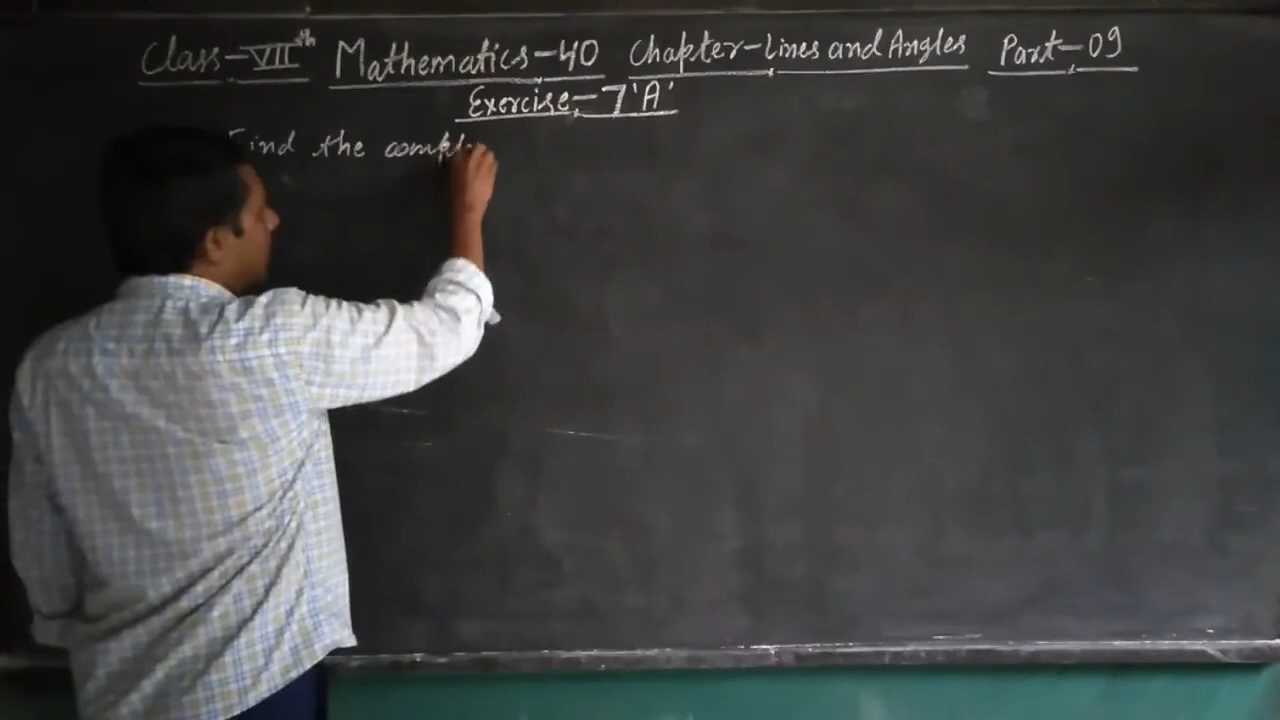 Class-VIIth Mathematics-40 Chapter-Lines and Angles Part-09
Exercise-7'A'
Find the compl